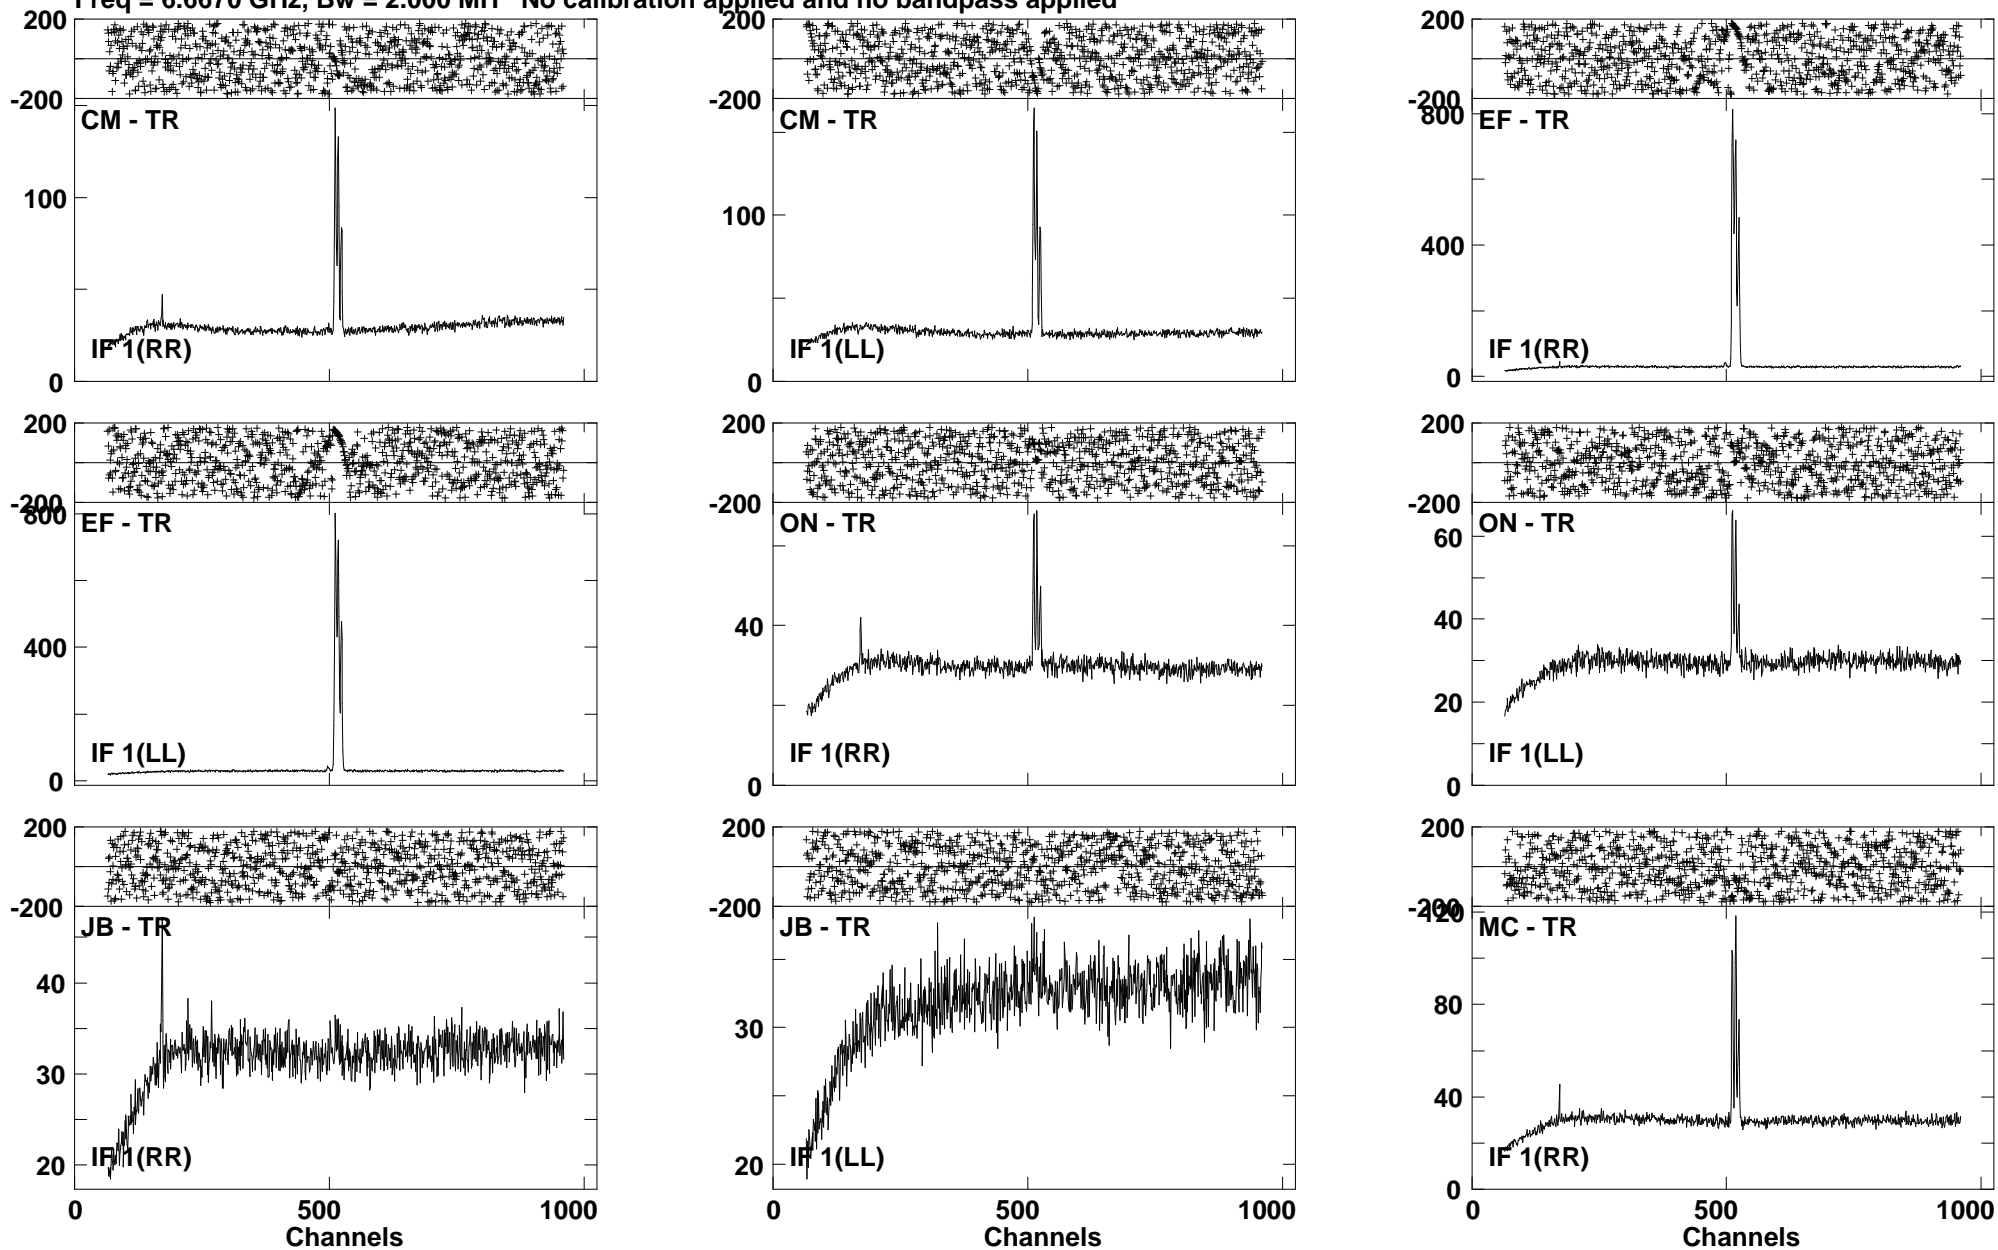 Freq = 6.6670 GHz, Bw = 2.000 MH No calibration applied and no bandpass applied
200
-200
CM - TR
100
0
IF 1(RR)
200
-200
CM - TR
100
0
IF 1(LL)
200
-200
800
EF - TR
400
0
IF 1(RR)
200
-200
800
EF - TR
400
0
IF 1(LL)
200
-200
ON - TR
40
0
IF 1(RR)
200
-200
ON - TR
60
40
20
0
IF 1(LL)
200
-200
JB - TR
40
30
20
IF 1(RR)
0 500 1000
Channels
200
-200
JB - TR
30
20
IF 1(LL)
0 500 1000
Channels
200
-200
120
MC - TR
80
40
0
IF 1(RR)
0 500 1000
Channels